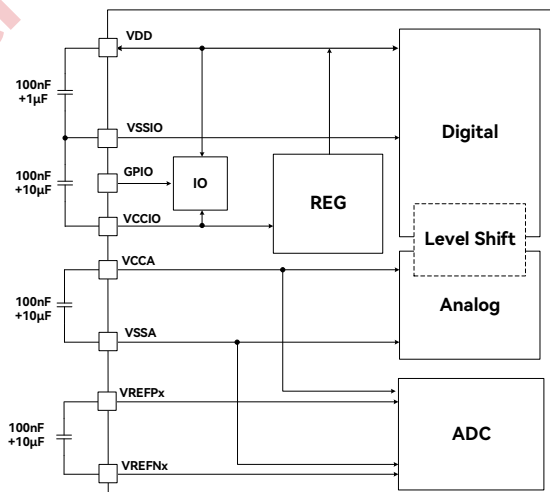 VDD
100nF
+1μF
VSSIO
Digital
100nF
+10μF
GPIO
IO
REG
VCCIO
Level Shift
VCCA
100nF
+10μF
Analog
VSSA
VREFPx
100nF
+10μF
ADC
VREFNx